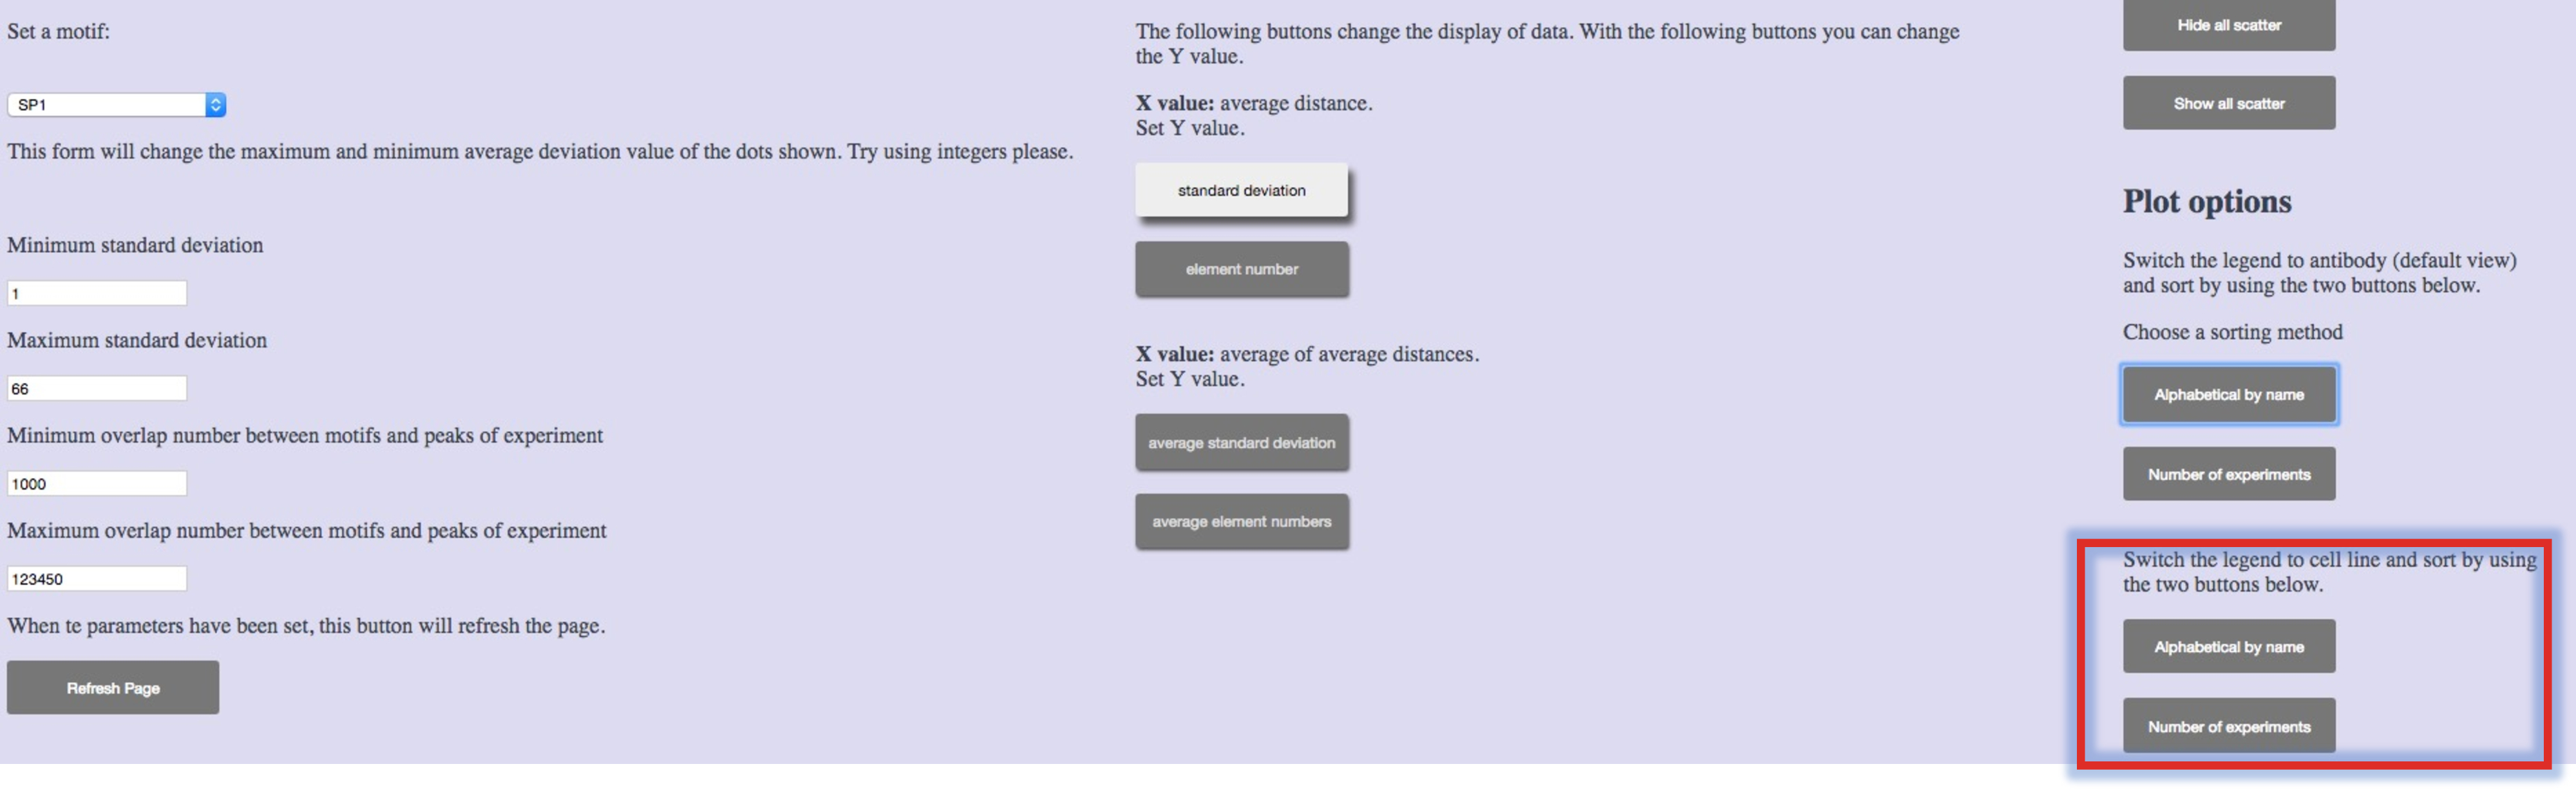 Set a motif:
SP1
This form will change the maximum and minimum average deviation value of the dots shown. Try using integers please.
Minimum standard deviation
1
Maximum standard deviation
66
Minimum overlap number between motifs and peaks of experiment
1000
Maximum overlap number between motifs and peaks of experiment
123450
When te parameters have been set, this button will refresh the page.
Refresh Page
The following buttons change the display of data. With the following buttons you can change
the Y value.
X value: average distance.
Set Y value.
standard deviation
element number
X value: average of average distances.
Set Y value.
average standard deviation
average element numbers
Hide all scatter
Show all scatter
Plot options
Switch the legend to antibody (default view)
and sort by using the two buttons below.
Choose a sorting method
Alphabetical by name
Number of experiments
Switch the legend to cell line and sort by using
the two buttons below.
Alphabetical by name
Number of experiments